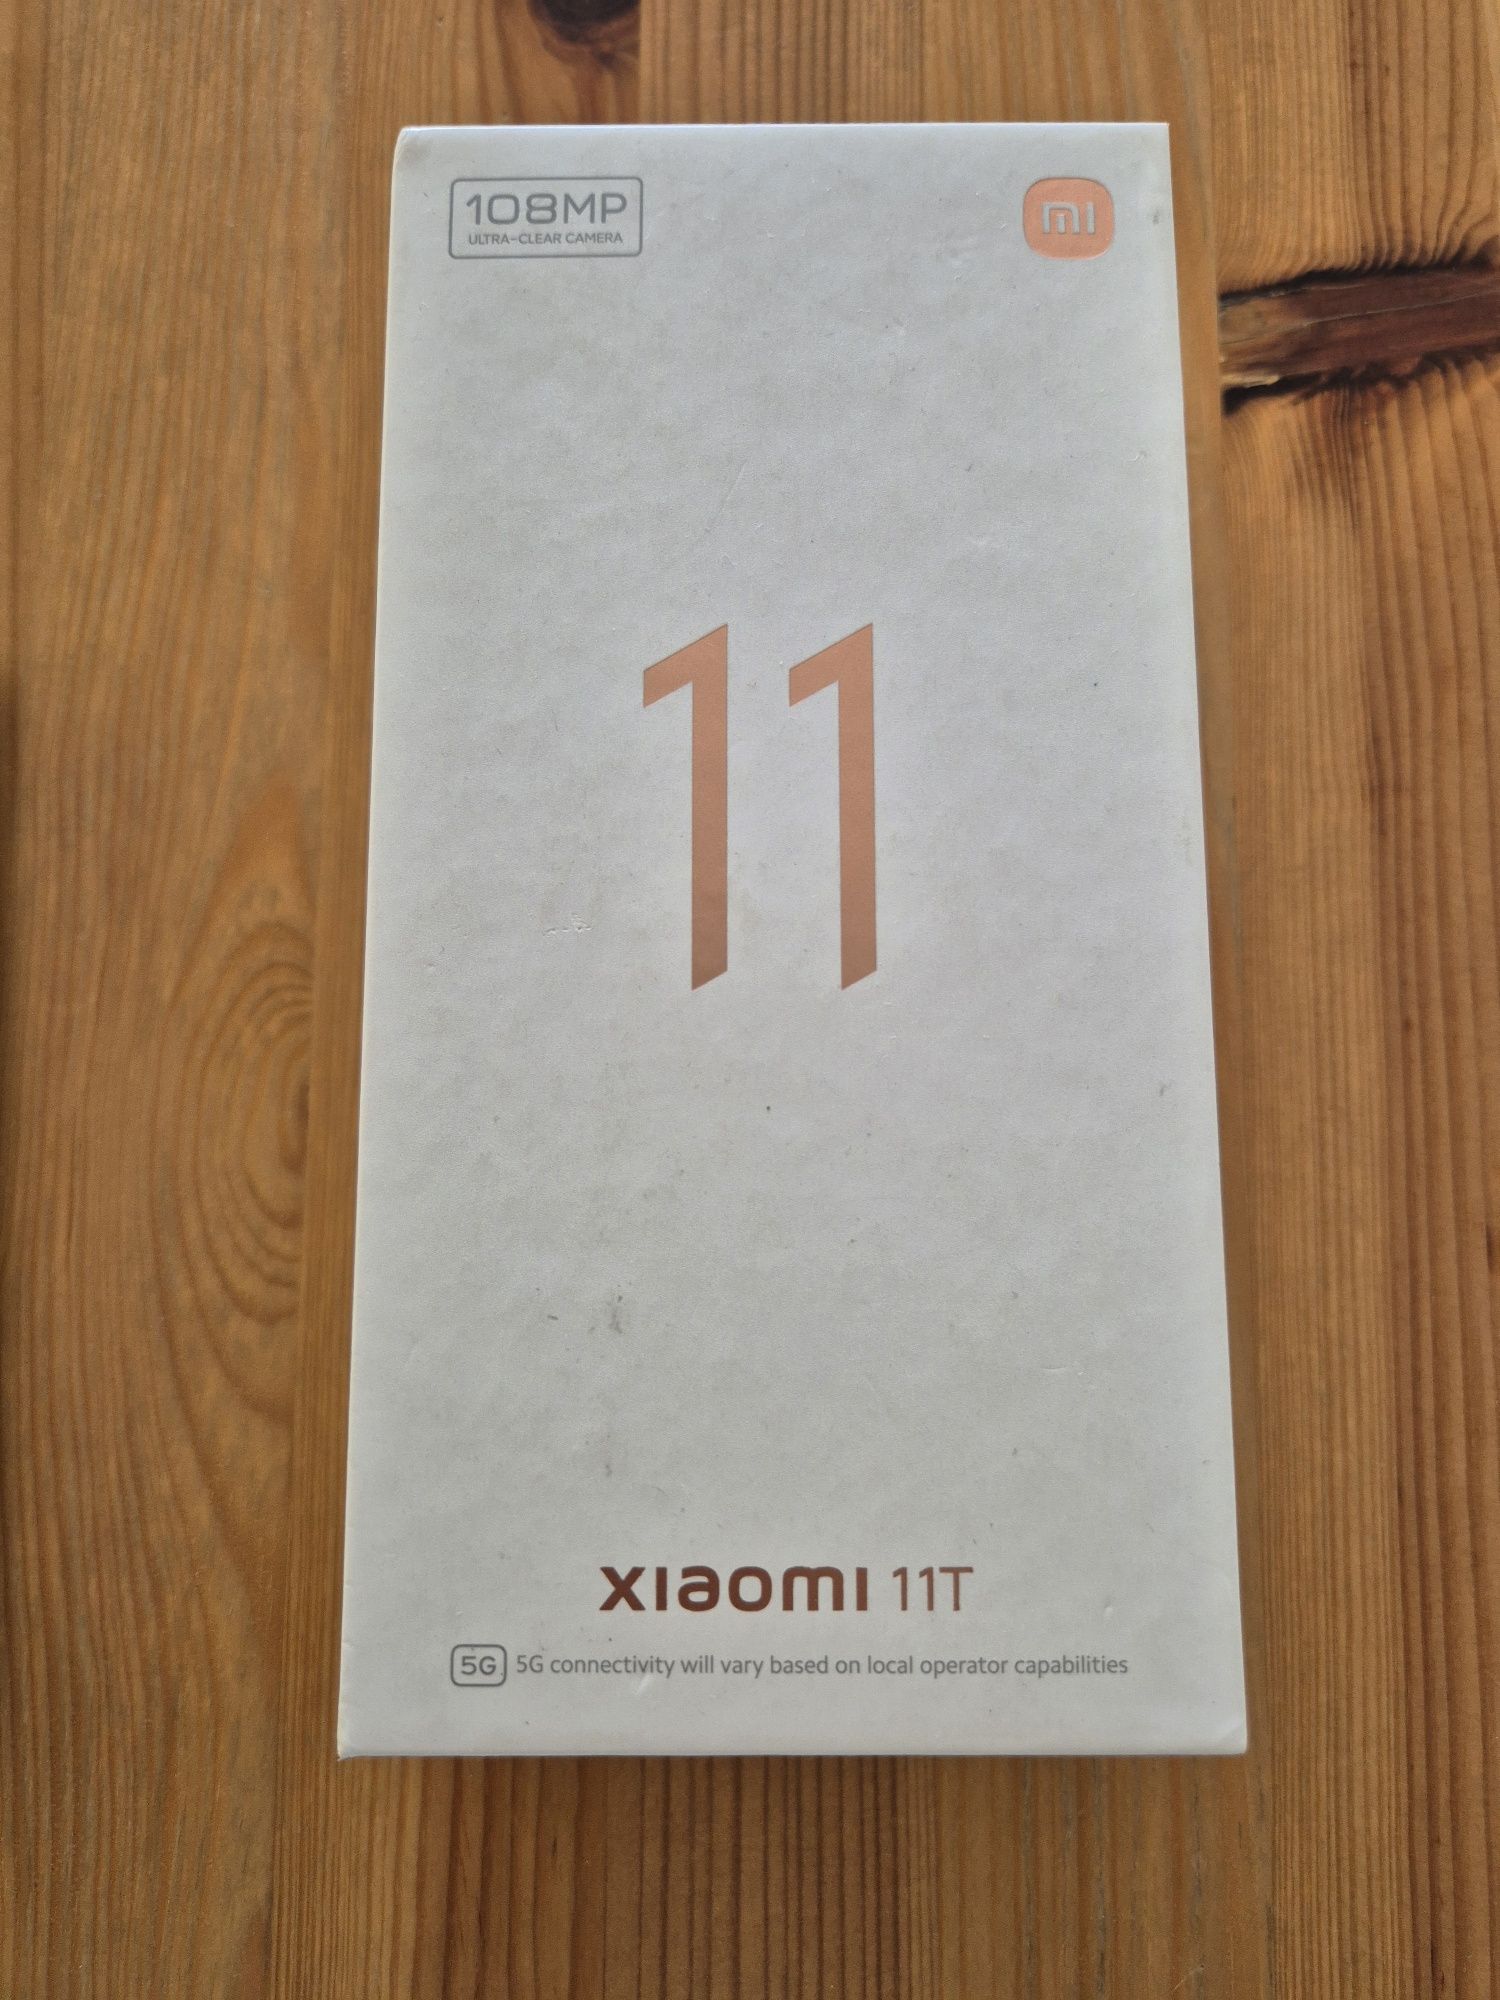 108MP
ULTRA-CLEAR CAMERA
mi
11
xiaomi 11T
5G 5G connectivity will vary based on local operator capabilities